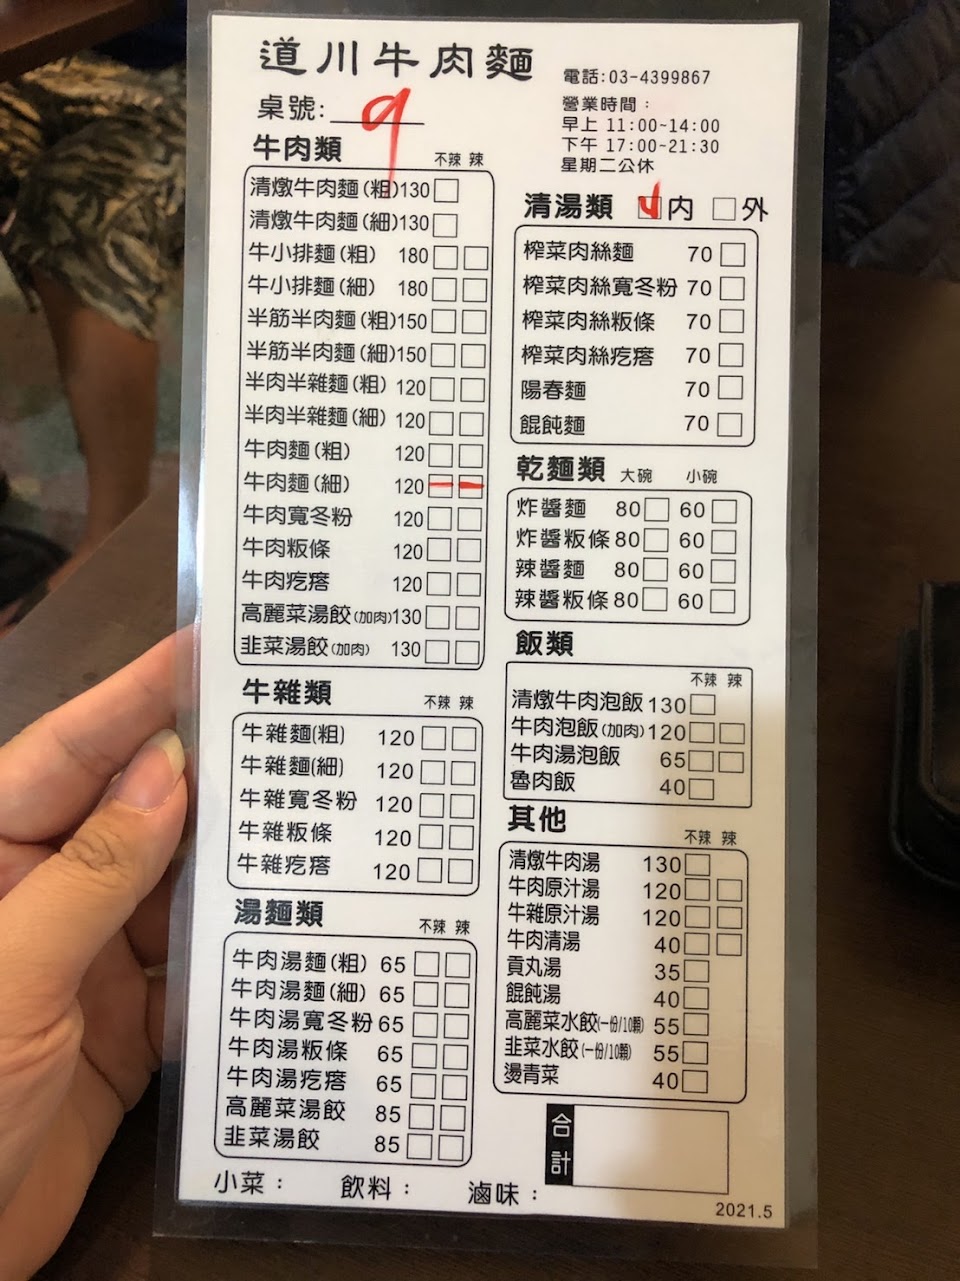 道川牛肉麵
電話:03-4399867
桌號: 9
營業時間：
早上 11:00~14:00
下午 17:00~21:30
星期二公休
牛肉類
不辣 辣
清燉牛肉麵(粗)130
清燉牛肉麵(細)130
牛小排麵(粗) 180
牛小排麵(細) 180
半筋半肉麵(粗)150
半筋半肉麵(細)150
半肉半雜麵(粗) 120
半肉半雜麵(細) 120
牛肉麵(粗) 120
牛肉麵(細) 120
牛肉寬冬粉 120
牛肉粄條 120
牛肉疙瘩 120
高麗菜湯餃(加肉)130
韭菜湯餃(加肉) 130
牛雜類
不辣 辣
牛雜麵(粗) 120
牛雜麵(細) 120
牛雜寬冬粉 120
牛雜粄條 120
牛雜疙瘩 120
湯麵類
不辣 辣
牛肉湯麵(粗) 65
牛肉湯麵(細) 65
牛肉湯寬冬粉 65
牛肉湯粄條 65
牛肉湯疙瘩 65
高麗菜湯餃 85
韭菜湯餃 85
清湯類 內 外
榨菜肉絲麵 70
榨菜肉絲寬冬粉 70
榨菜肉絲粄條 70
榨菜肉絲疙瘩 70
陽春麵 70
餛飩麵 70
乾麵類 大碗 小碗
炸醬麵 80 60
炸醬粄條 80 60
辣醬麵 80 60
辣醬粄條 80 60
飯類
不辣 辣
清燉牛肉泡飯 130
牛肉泡飯(加肉)120
牛肉湯泡飯 65
魯肉飯 40
其他
不辣 辣
清燉牛肉湯 130
牛肉原汁湯 120
牛雜原汁湯 120
牛肉清湯 40
貢丸湯 35
餛飩湯 40
高麗菜水餃(一份/10顆) 55
韭菜水餃(一份/10顆) 55
燙青菜 40
合計
小菜： 飲料： 滷味：
2021.5